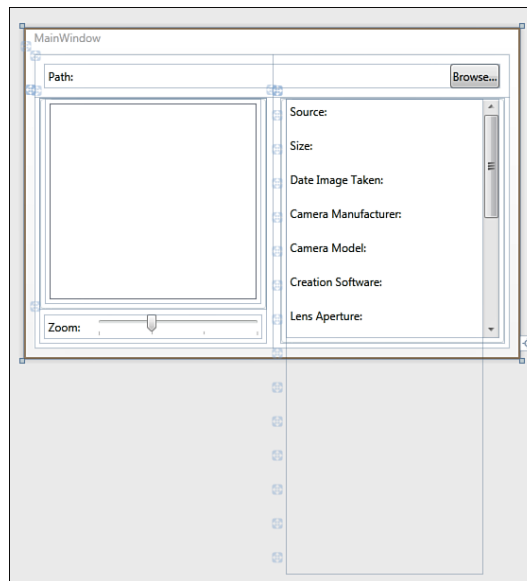 MainWindow
Path:
Browse...
Source:
Size:
Date Image Taken:
Camera Manufacturer:
Camera Model:
Creation Software:
Lens Aperture:
Zoom: